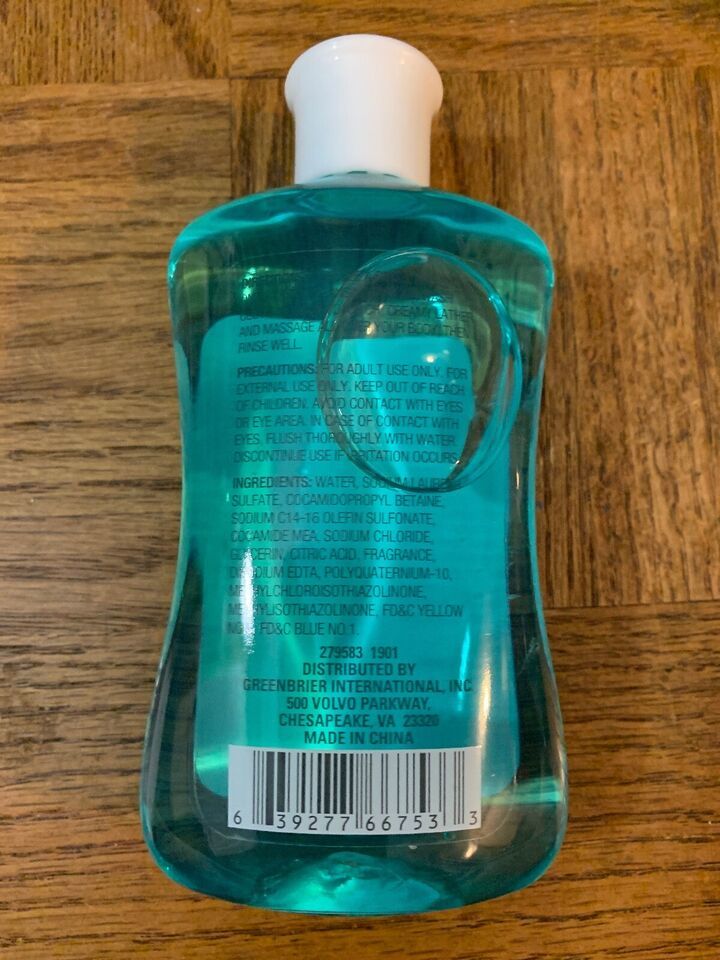 CREAMY LATHER
AND MASSAGE ALL OVER YOUR BODY, THEN
RINSE WELL.
PRECAUTIONS: FOR ADULT USE ONLY. FOR
EXTERNAL USE ONLY. KEEP OUT OF REACH
OF CHILDREN. AVOID CONTACT WITH EYES
OR EYE AREA. IN CASE OF CONTACT WITH
EYES, FLUSH THOROUGHLY WITH WATER.
DISCONTINUE USE IF IRRITATION OCCURS.
INGREDIENTS: WATER, SODIUM LAURETH
SULFATE, COCAMIDOPROPYL BETAINE,
SODIUM C14-16 OLEFIN SULFONATE,
COCAMIDE MEA, SODIUM CHLORIDE,
GLYCERIN, CITRIC ACID, FRAGRANCE,
DISODIUM EDTA, POLYQUATERNIUM-10,
METHYLCHLOROISOTHIAZOLINONE,
METHYLISOTHIAZOLINONE, FD&C YELLOW
FD&C BLUE NO.1.
279583 1901
DISTRIBUTED BY
GREENBRIER INTERNATIONAL, INC.
500 VOLVO PARKWAY,
CHESAPEAKE, VA 23320
MADE IN CHINA
6 39277 66753 3